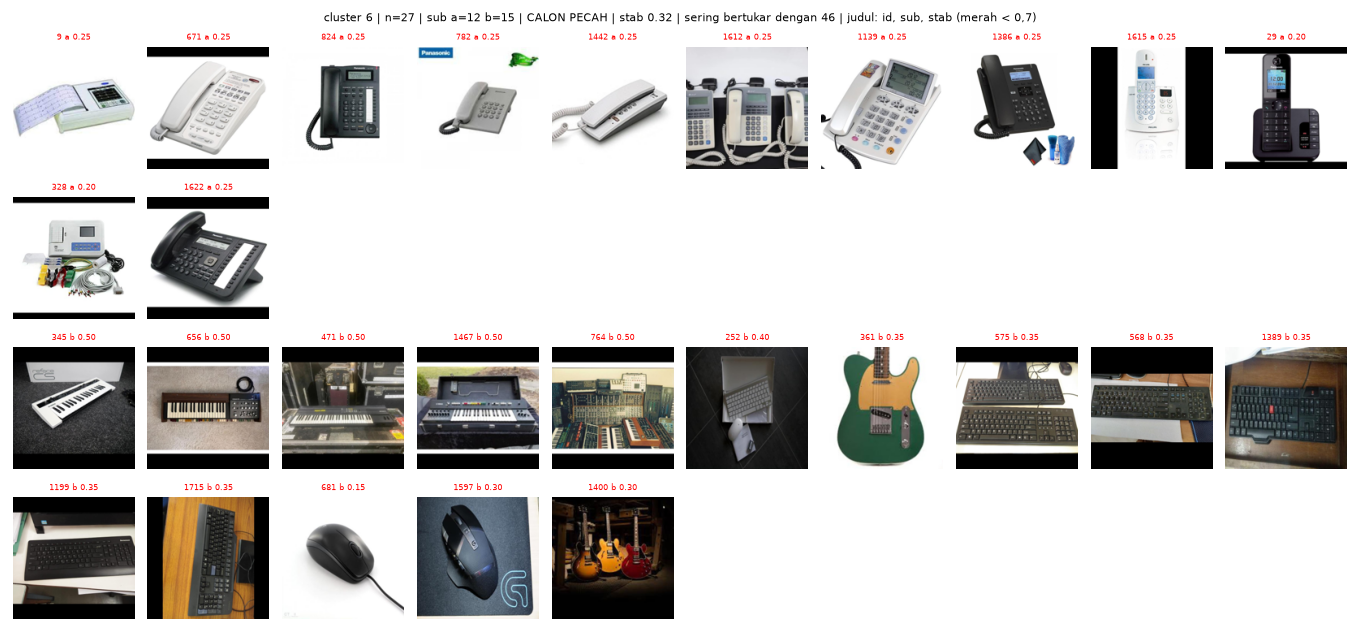 cluster 6 | n=27 | sub a=12 b=15 | CALON PECAH | stab 0.32 | sering bertukar dengan 46 | judul: id, sub, stab (merah < 0,7)
9 a 0.25
671 a 0.25
824 a 0.25
782 a 0.25
1442 a 0.25
1612 a 0.25
1139 a 0.25
1386 a 0.25
1615 a 0.25
29 a 0.20
Panasonic
328 a 0.20
1622 a 0.25
345 b 0.50
656 b 0.50
471 b 0.50
1467 b 0.50
764 b 0.50
252 b 0.40
361 b 0.35
575 b 0.35
568 b 0.35
1389 b 0.35
1199 b 0.35
1715 b 0.35
681 b 0.15
1597 b 0.30
1400 b 0.30